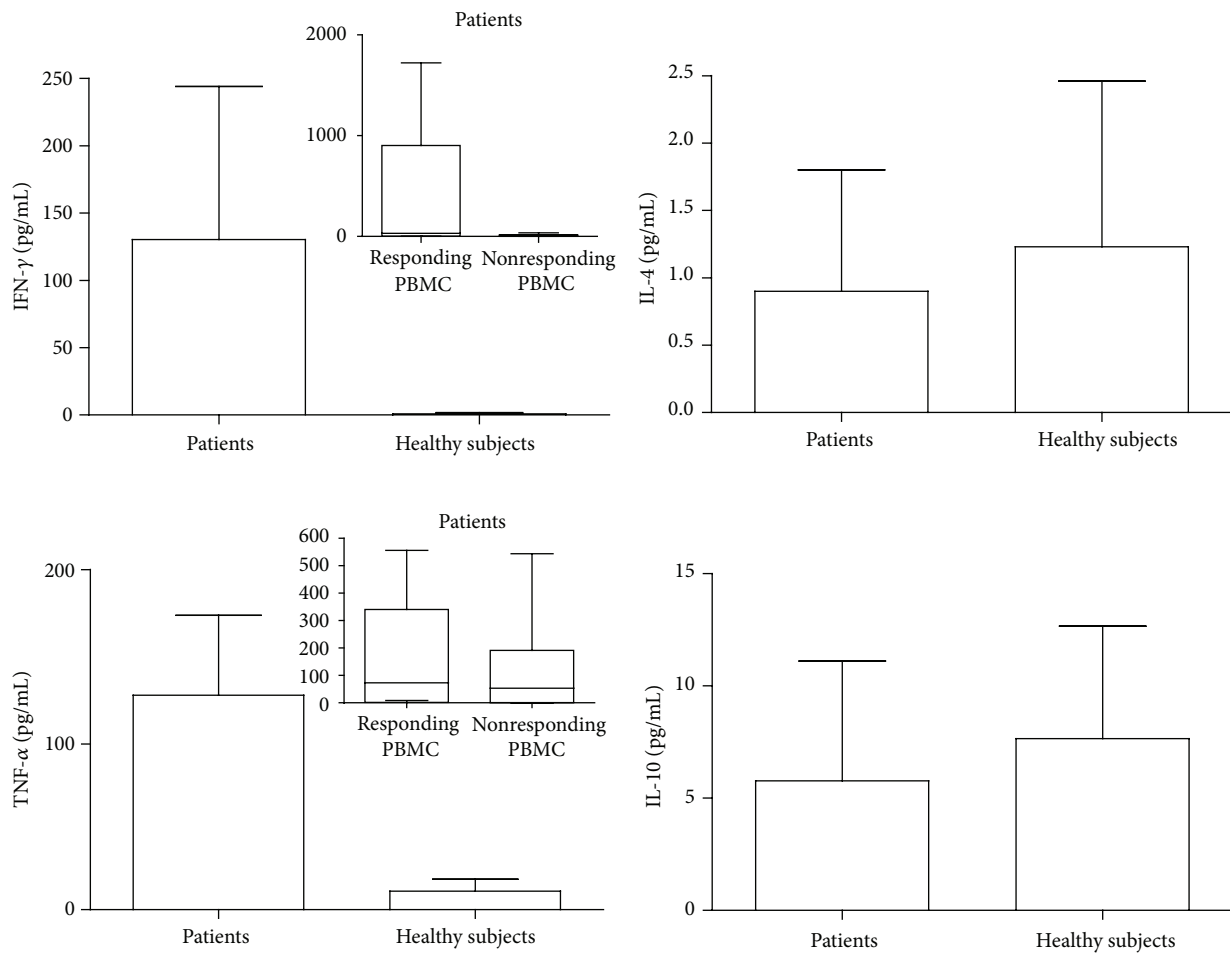 Patients
2000
1000
0
Responding Nonresponding
PBMC PBMC
250
200
150
100
50
0
IFN-γ (pg/mL)
Patients Healthy subjects
2.5
2.0
1.5
1.0
0.5
0.0
IL-4 (pg/mL)
Patients Healthy subjects
Patients
600
500
400
300
200
100
0
Responding Nonresponding
PBMC PBMC
200
100
0
TNF-α (pg/mL)
Patients Healthy subjects
15
10
5
0
IL-10 (pg/mL)
Patients Healthy subjects